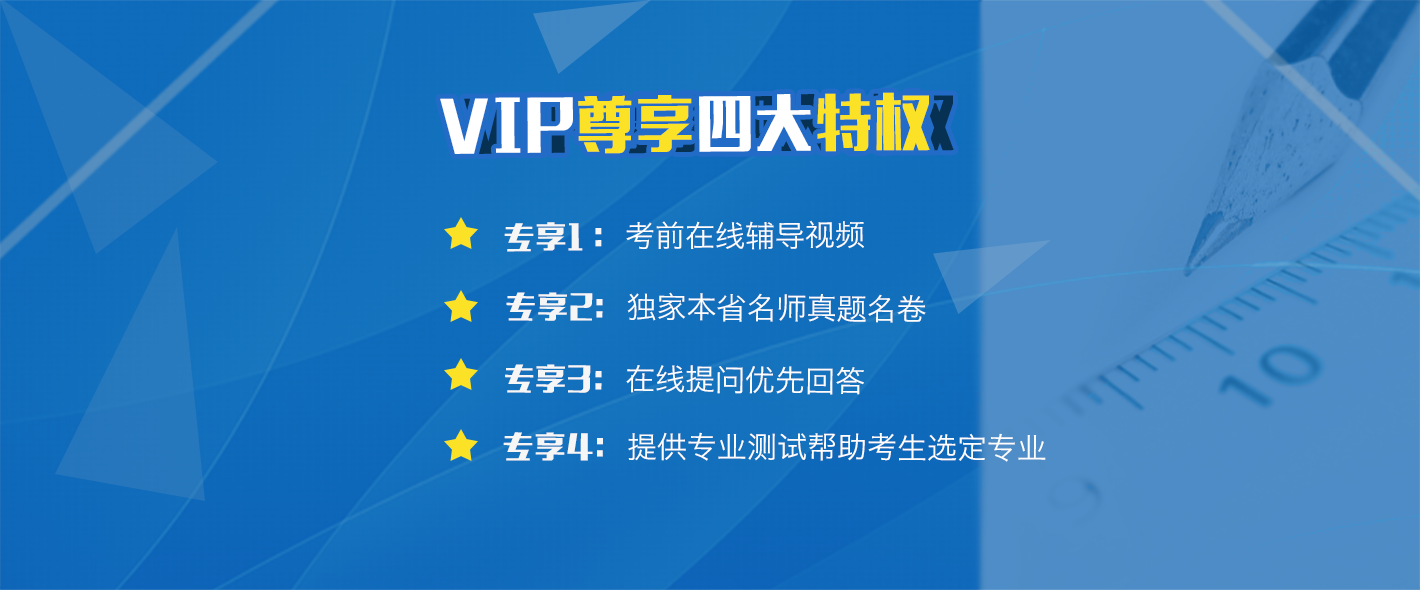 VIP尊享四大特权
专享1：考前在线辅导视频
专享2：独家本省名师真题名卷
专享3：在线提问优先回答
专享4：提供专业测试帮助考生选定专业
10
9